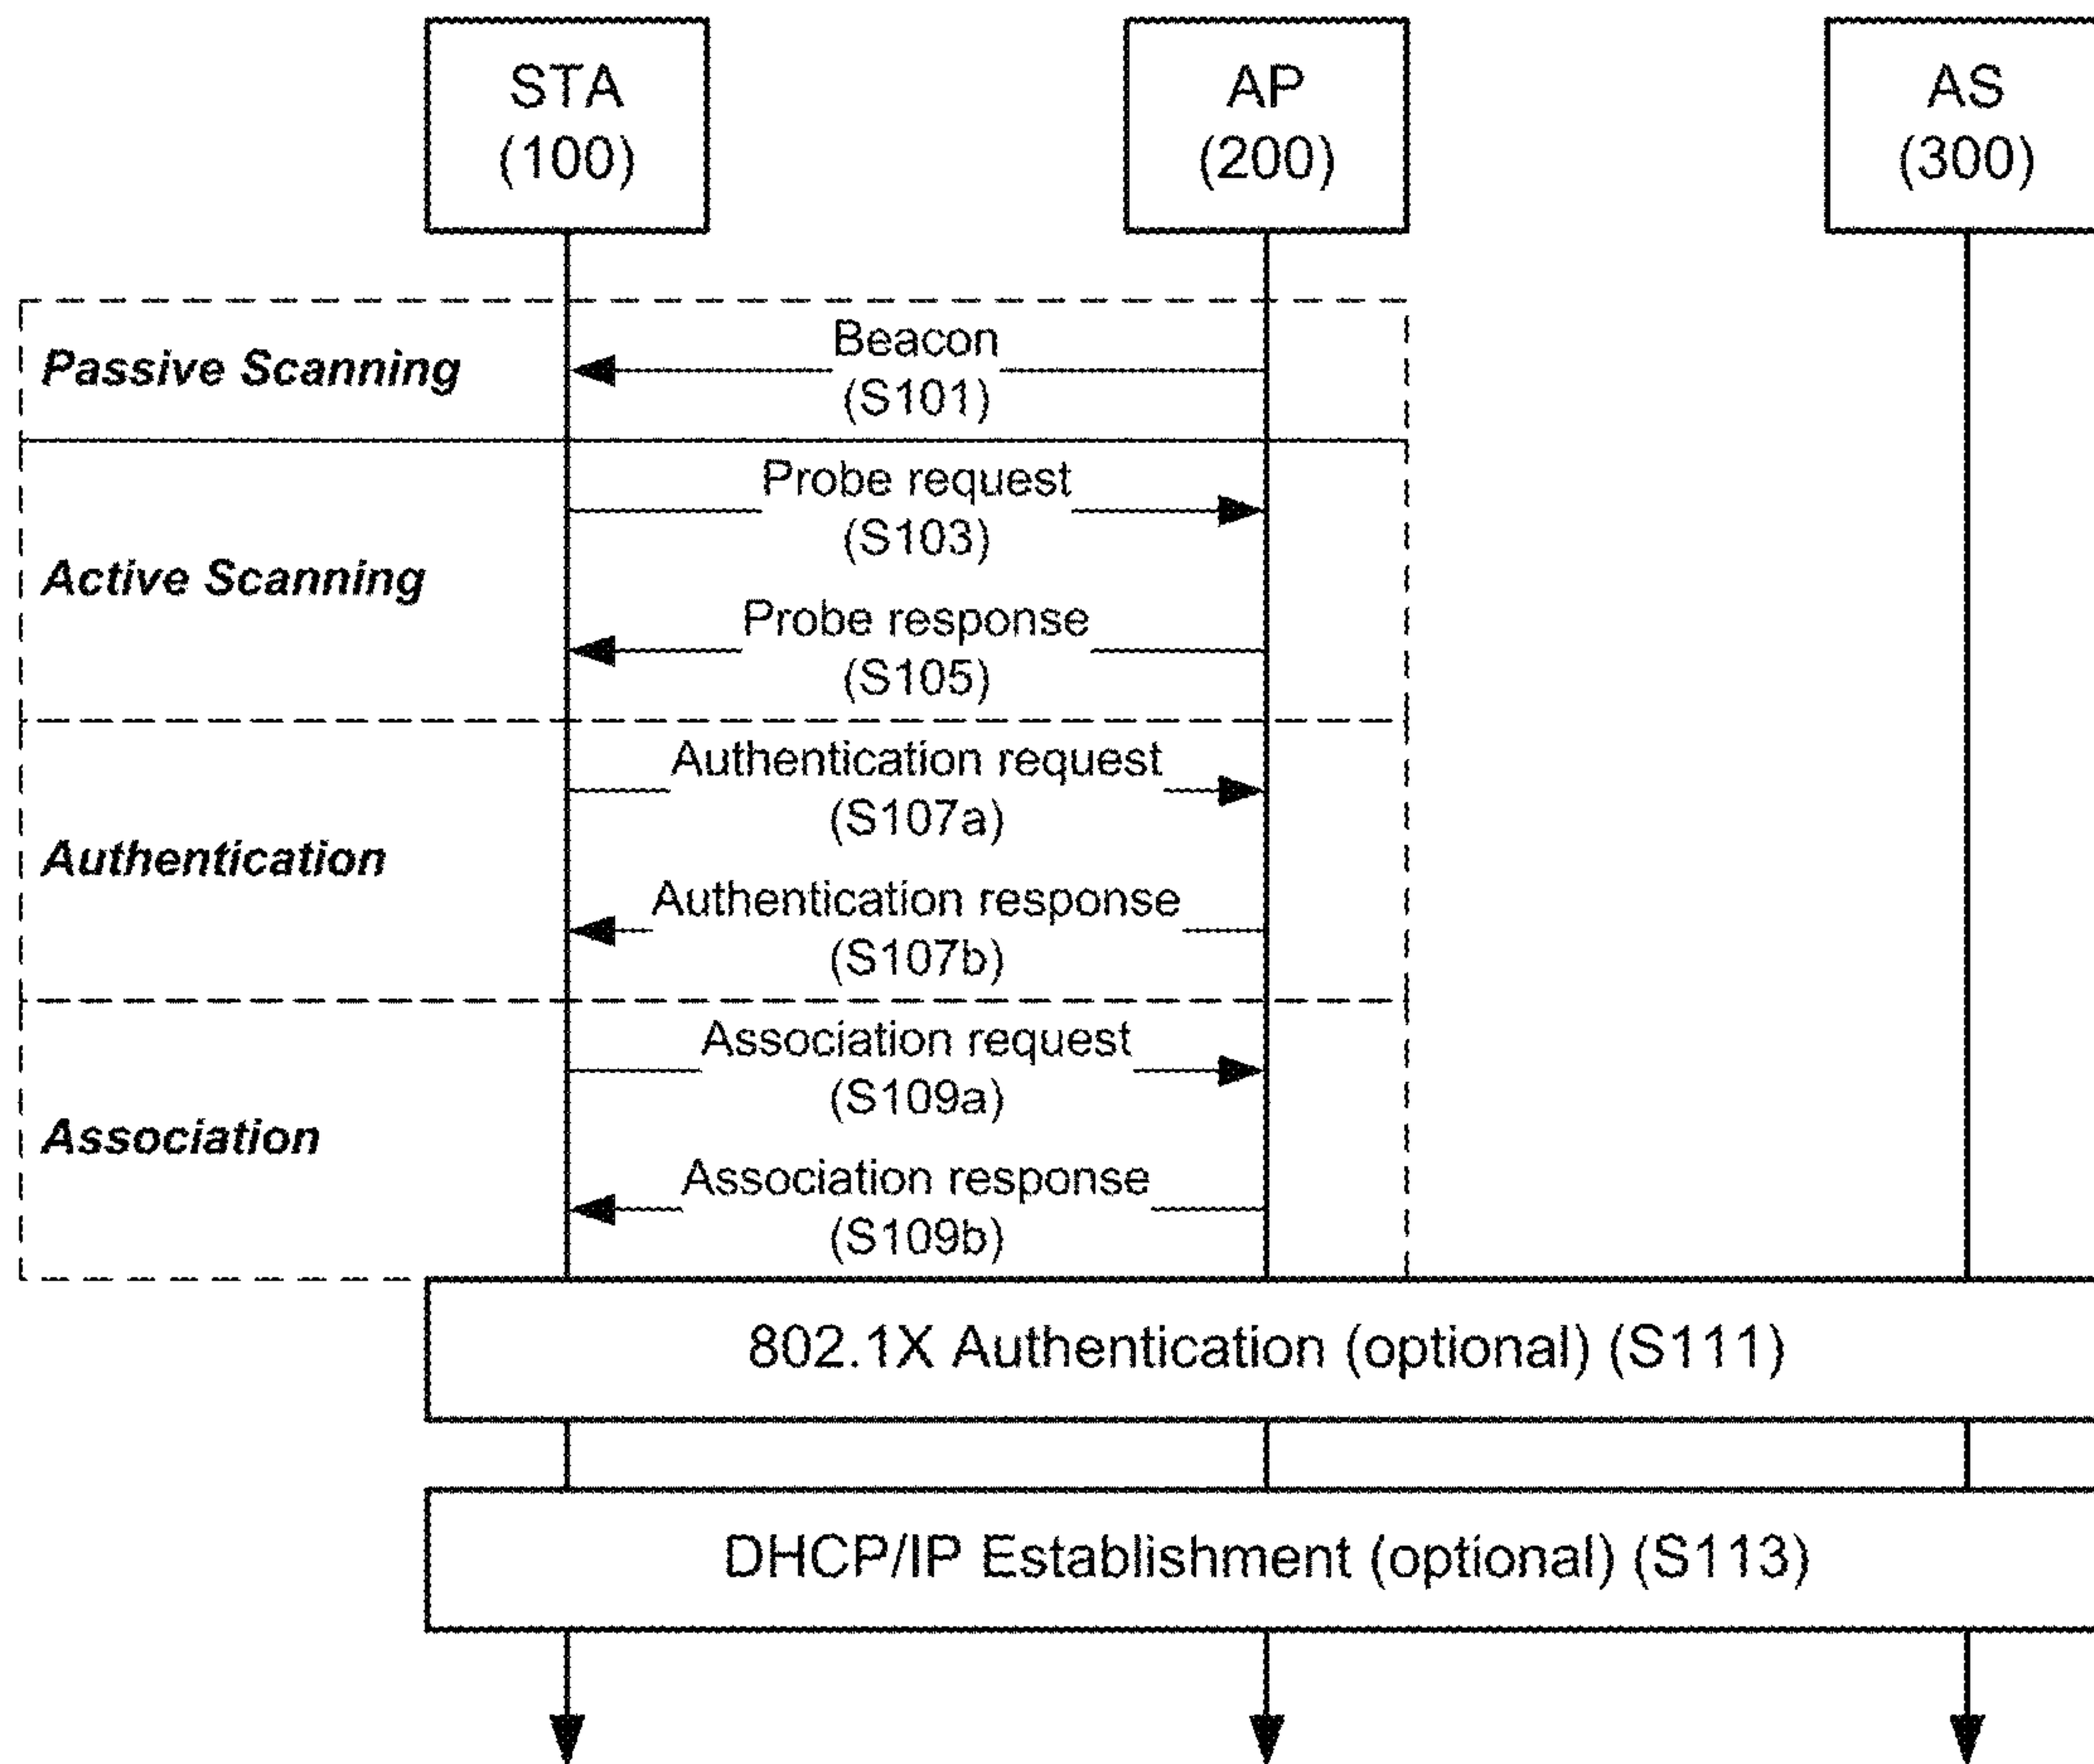 STA
(100)
AP
(200)
AS
(300)
Passive Scanning
Beacon
(S101)
Active Scanning
Probe request
(S103)
Probe response
(S105)
Authentication
Authentication request
(S107a)
Authentication response
(S107b)
Association
Association request
(S109a)
Association response
(S109b)
802.1X Authentication (optional) (S111)
DHCP/IP Establishment (optional) (S113)